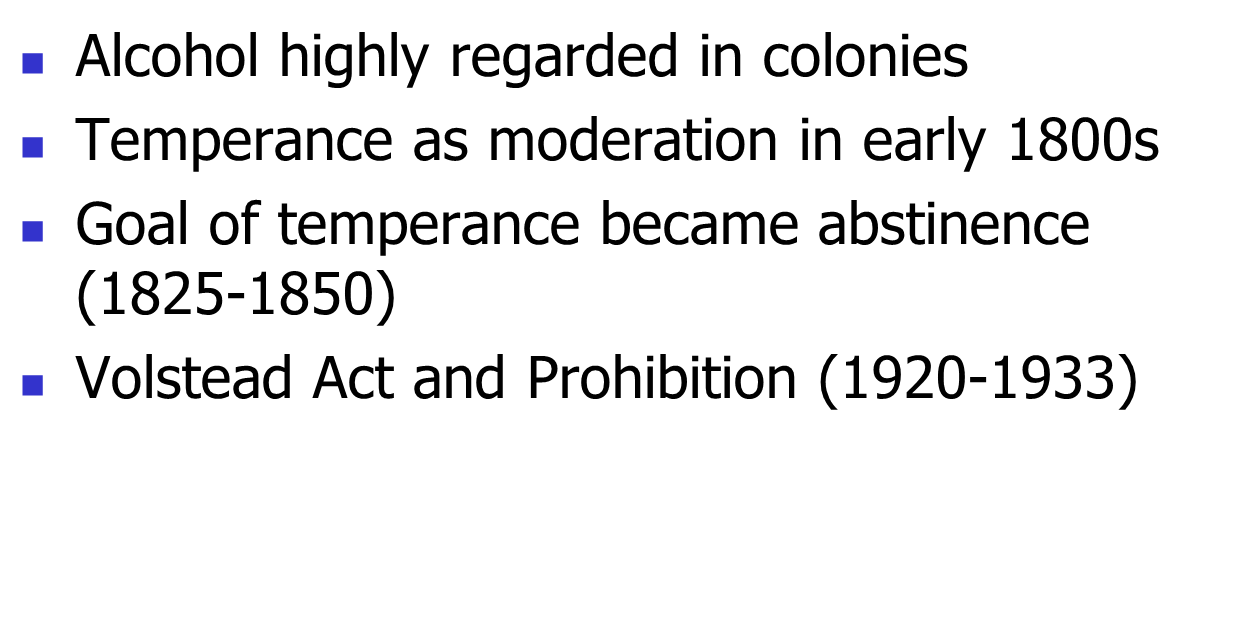 ▪ Alcohol highly regarded in colonies
▪ Temperance as moderation in early 1800s
▪ Goal of temperance became abstinence
(1825-1850)
▪ Volstead Act and Prohibition (1920-1933)